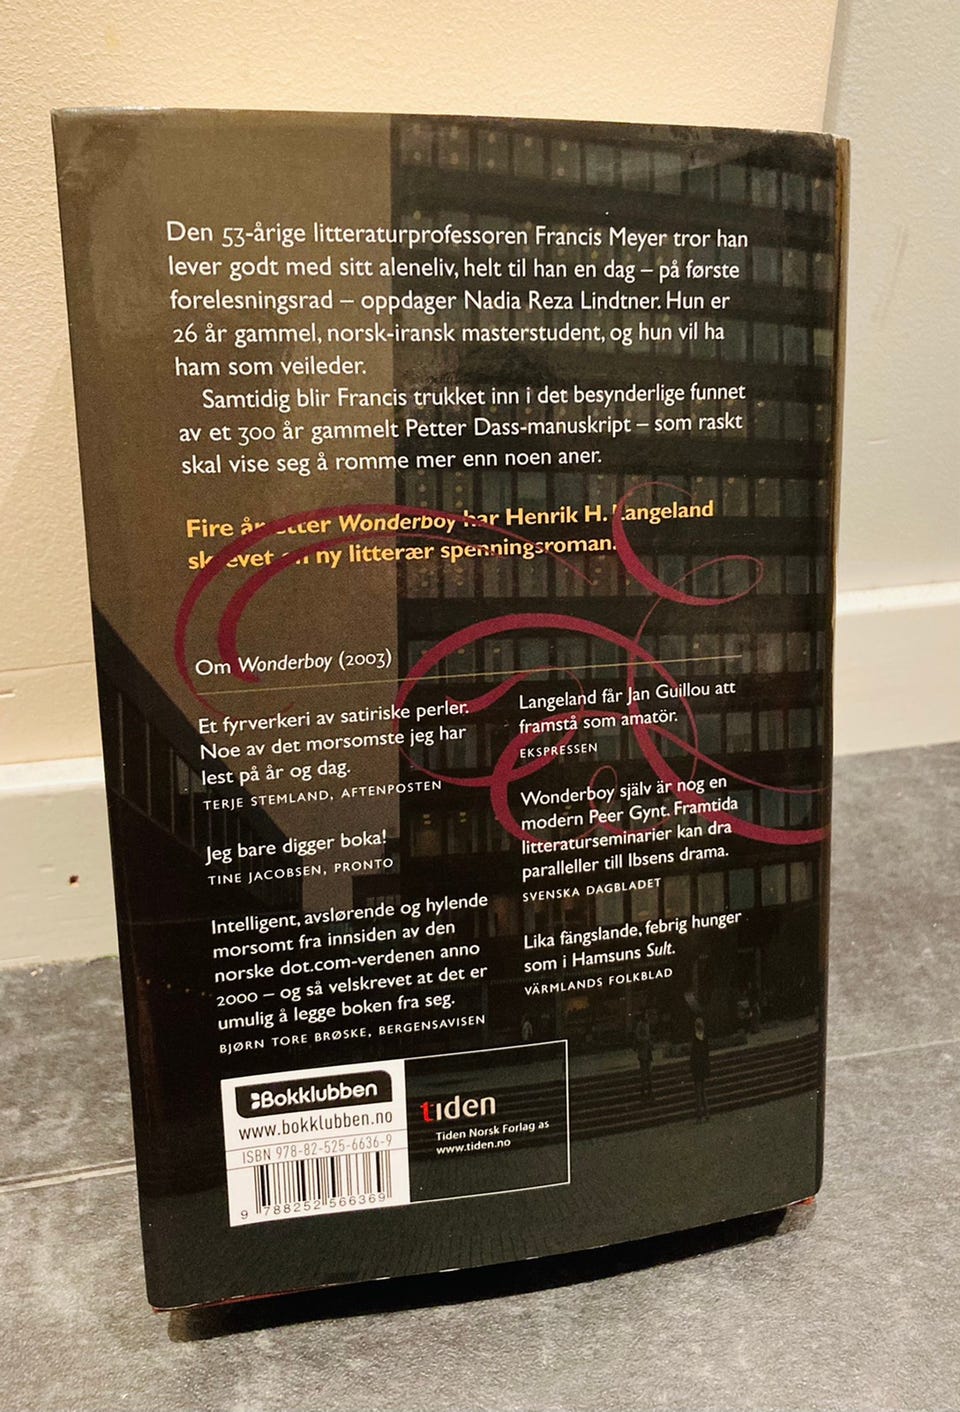 Den 53-årige litteraturprofessoren Francis Meyer tror han
lever godt med sitt aleneliv, helt til han en dag – på første
forelesningsrad – oppdager Nadia Reza Lindtner. Hun er
26 år gammel, norsk-iransk masterstudent, og hun vil ha
ham som veileder.
Samtidig blir Francis trukket inn i det besynderlige funnet
av et 300 år gammelt Petter Dass-manuskript – som raskt
skal vise seg å romme mer enn noen aner.
Fire år etter Wonderboy har Henrik H. Langeland
skrevet en ny litterær spenningsroman.
Om Wonderboy (2003)
Et fyrverkeri av satiriske perler.
Noe av det morsomste jeg har
lest på år og dag.
TERJE STEMLAND, AFTENPOSTEN
Jeg bare digger boka!
TINE JACOBSEN, PRONTO
Intelligent, avslørende og hylende
morsomt fra innsiden av den
norske dot.com-verdenen anno
2000 – og så velskrevet at det er
umulig å legge boken fra seg.
BJØRN TORE BRØSKE, BERGENSAVISEN
Langeland får Jan Guillou att
framstå som amatör.
EKSPRESSEN
Wonderboy själv är nog en
modern Peer Gynt. Framtida
litteraturseminarier kan dra
paralleller till Ibsens drama.
SVENSKA DAGBLADET
Lika fängslande, febrig hunger
som i Hamsuns Sult.
VÄRMLANDS FOLKBLAD
Bokklubben
www.bokklubben.no
ISBN 978-82-525-6636-9
9 788252 566369
tiden
Tiden Norsk Forlag as
www.tiden.no